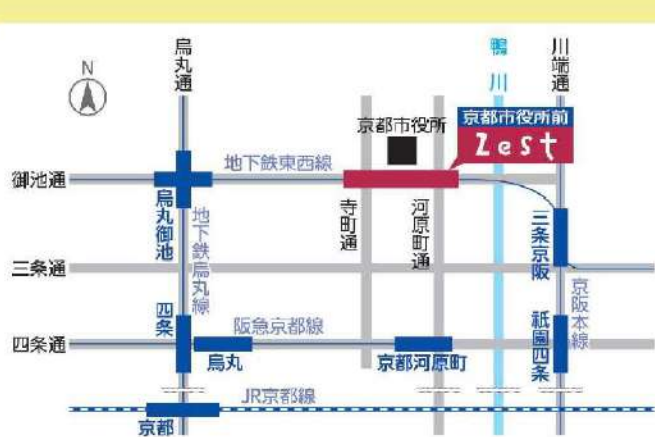 N
烏丸通
鴨川
川端通
京都市役所
京都市役所前
Zest
御池通
地下鉄東西線
烏丸御池
地下鉄烏丸線
寺町通
河原町通
三条京阪
三条通
四条
阪急京都線
京阪本線
四条通
烏丸
京都河原町
祇園四条
JR京都線
京都